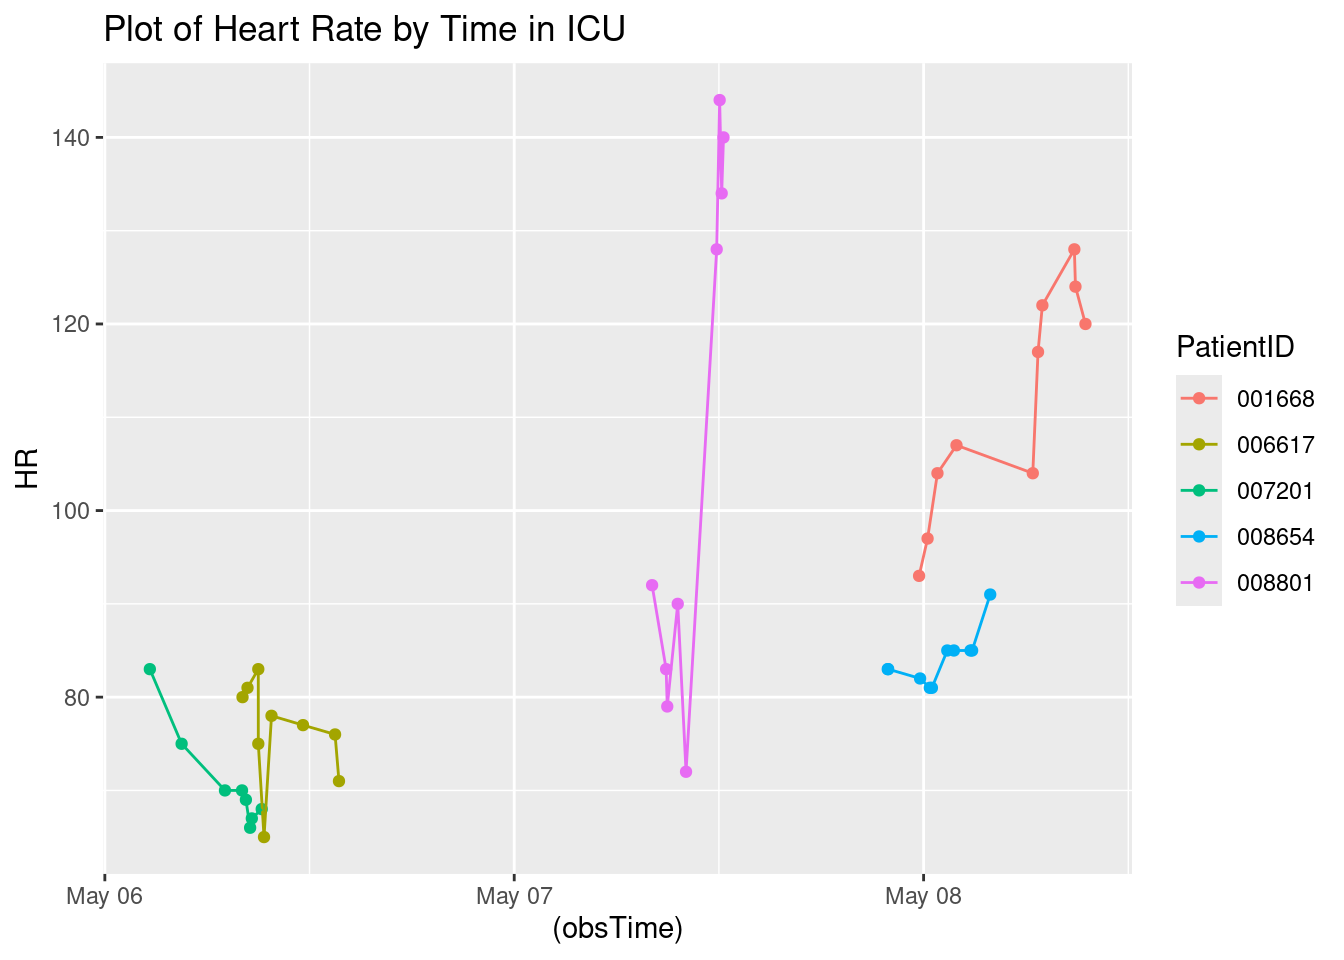 Plot of Heart Rate by Time in ICU
HR
140
120
100
80
May 06
May 07
May 08
(obsTime)
PatientID
001668
006617
007201
008654
008801